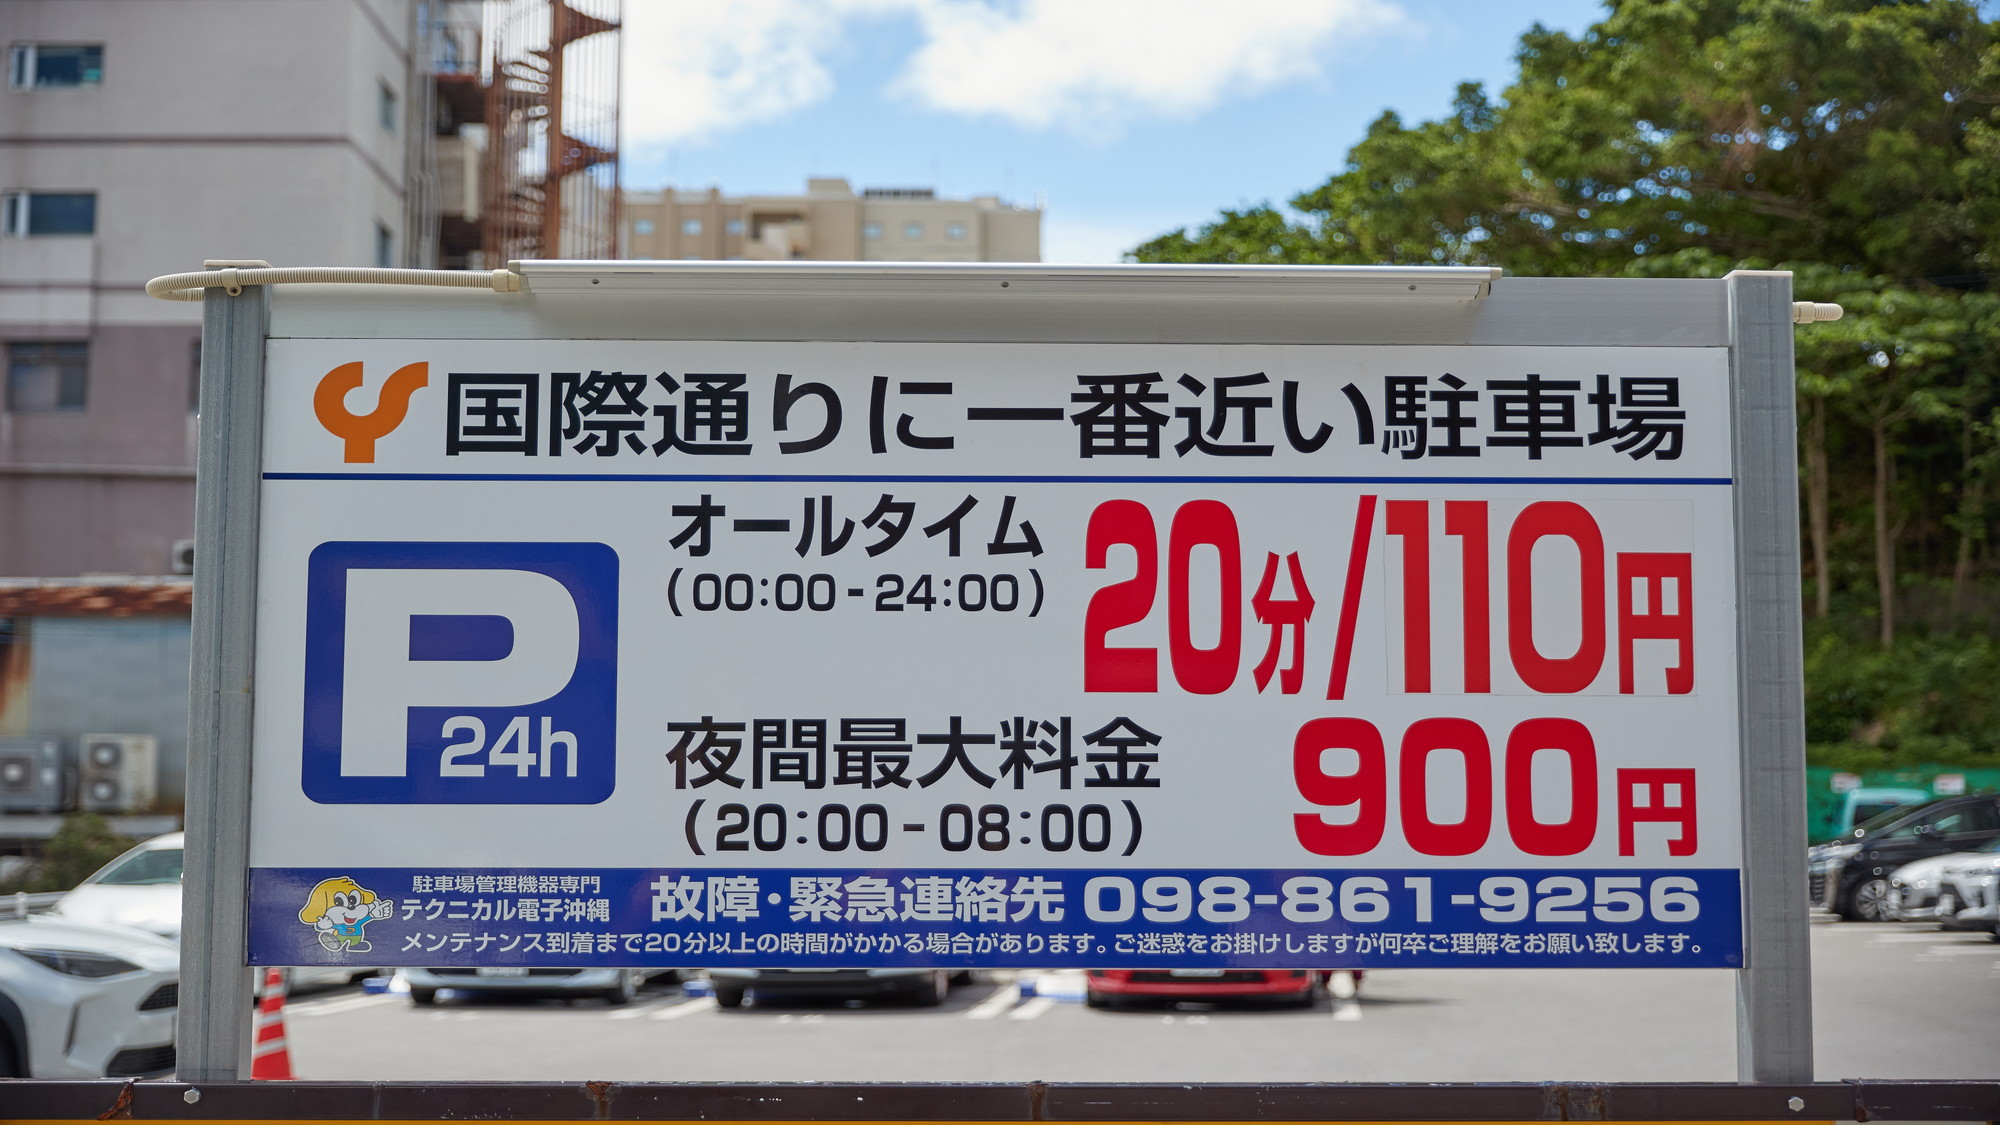 国際通りに一番近い駐車場
オールタイム
(00:00-24:00)
20分/110円
P
24h
夜間最大料金
(20:00-08:00)
900円
駐車場管理機器専門
テクニカル電子沖縄
故障・緊急連絡先 098-861-9256
メンテナンス到着まで20分以上の時間がかかる場合があります。ご迷惑をお掛けしますが何卒ご理解をお願い致します。